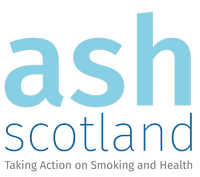 ash
scotland
Taking Action on Smoking and Health